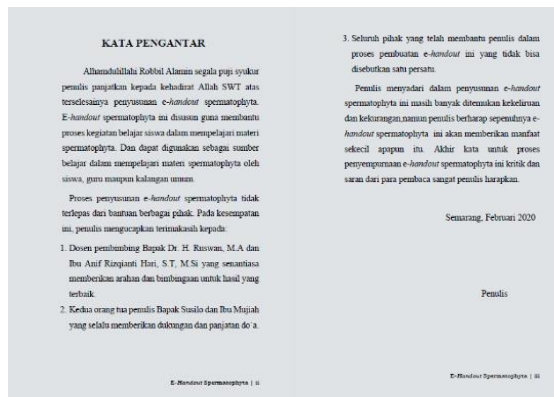 KATA PENGANTAR
Alhamdulillahi Robbil Alamin segala puji syukur
penulis panjatkan kepada kehadirat Allah SWT atas
terselesainya penyusunan e-handout spermatophyta.
E-handout spermatophyta ini disusun guna membantu
proses kegiatan belajar siswa dalam mempelajari materi
spermatophyta. Dan dapat digunakan sebagai sumber
belajar dalam mempelajari materi spermatophyta oleh
siswa, guru maupun kalangan umum.
Proses penyusunan e-handout spermatophyta tidak
terlepas dari bantuan berbagai pihak. Pada kesempatan
ini, penulis mengucapkan terimakasih kepada:
1. Dosen pembimbing Bapak Dr. H. Ruswan, M.A dan
Ibu Anif Rizqianti Hariz, S.T, M.Si yang senantiasa
memberikan arahan dan bimbingan untuk hasil yang
terbaik.
2. Kedua orang tua penulis Bapak Susilo dan Ibu Mujiah
yang selalu memberikan dukungan dan panjatan do'a.
E-Handout Spermatophyta | ii
3. Seluruh pihak yang telah membantu penulis dalam
proses pembuatan e-handout ini yang tidak bisa
disebutkan satu persatu.
Penulis menyadari dalam penyusunan e-handout
spermatophyta ini masih banyak ditemukan kekeliruan
dan kekurangan,namun penulis berharap sepenuhnya e-
handout spermatophyta ini akan memberikan manfaat
sekecil apapun itu. Akhir kata untuk proses
penyempurnaan e-handout spermatophyta ini kritik dan
saran dari para pembaca sangat penulis harapkan.
Semarang, Februari 2020
Penulis
E-Handout Spermatophyta | iii